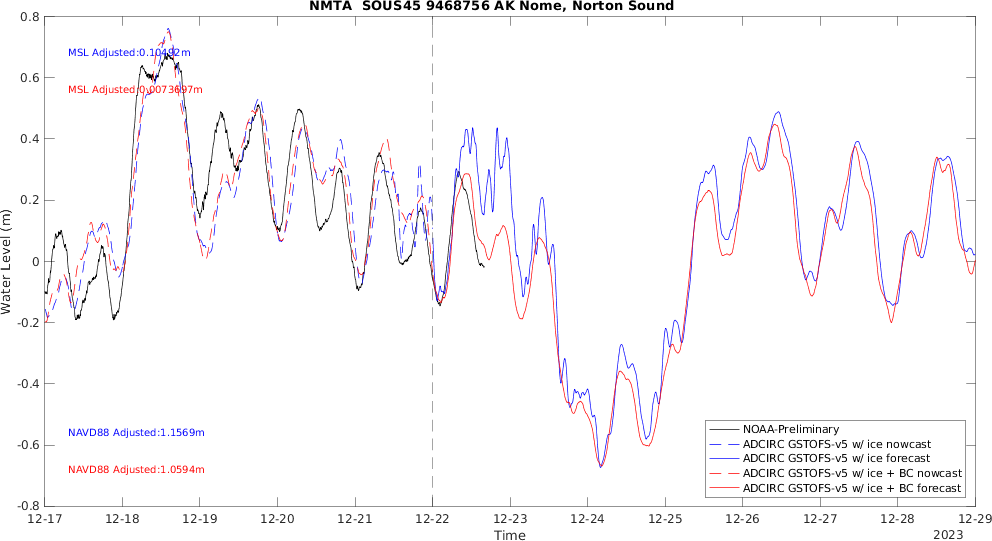 NMTA SOUS45 9468756 AK Nome, Norton Sound
0.8
0.6
0.4
0.2
0
-0.2
-0.4
-0.6
-0.8
Water Level (m)
MSL Adjusted:0.10492m
MSL Adjusted:0.0073697m
NAVD88 Adjusted:1.1569m
NAVD88 Adjusted:1.0594m
NOAA-Preliminary
ADCIRC GSTOFS-v5 w/ ice nowcast
ADCIRC GSTOFS-v5 w/ ice forecast
ADCIRC GSTOFS-v5 w/ ice + BC nowcast
ADCIRC GSTOFS-v5 w/ ice + BC forecast
12-17 12-18 12-19 12-20 12-21 12-22 12-23 12-24 12-25 12-26 12-27 12-28 12-29
Time
2023